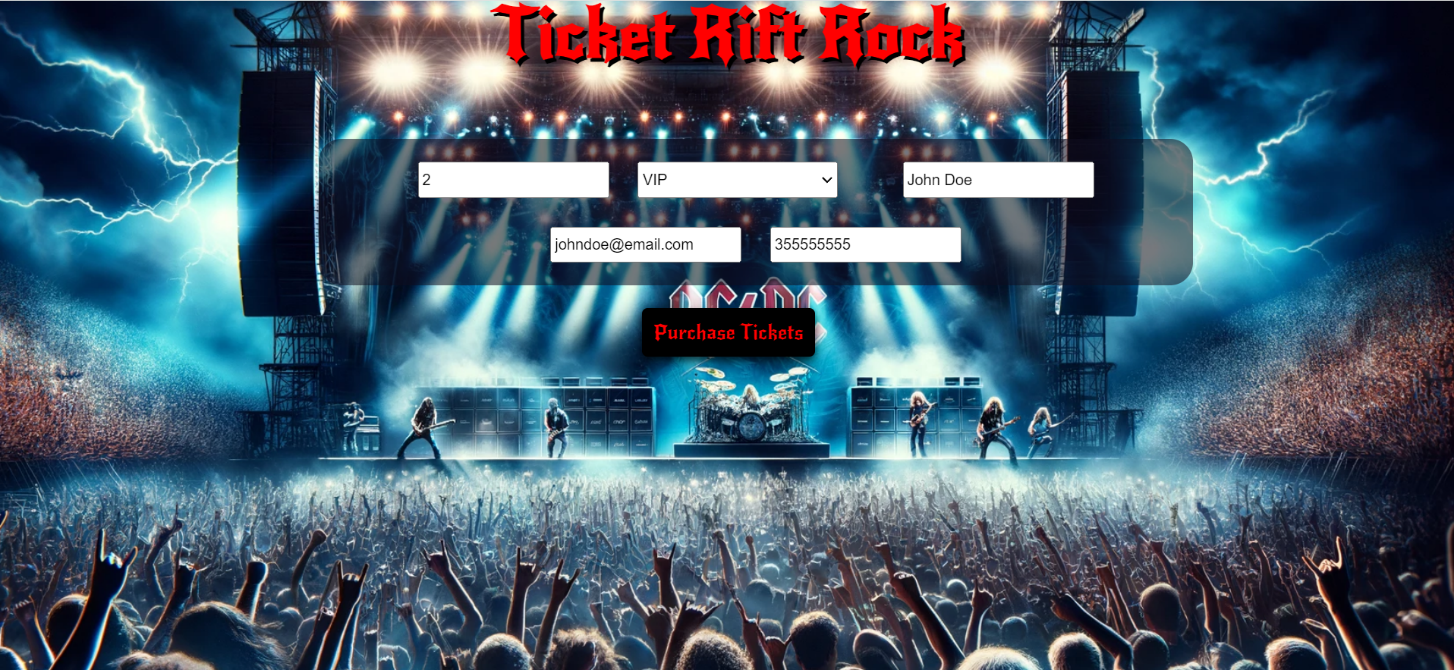 Ticket Rift Rock
2 VIP John Doe
johndoe@email.com 355555555
AC/DC
Purchase Tickets